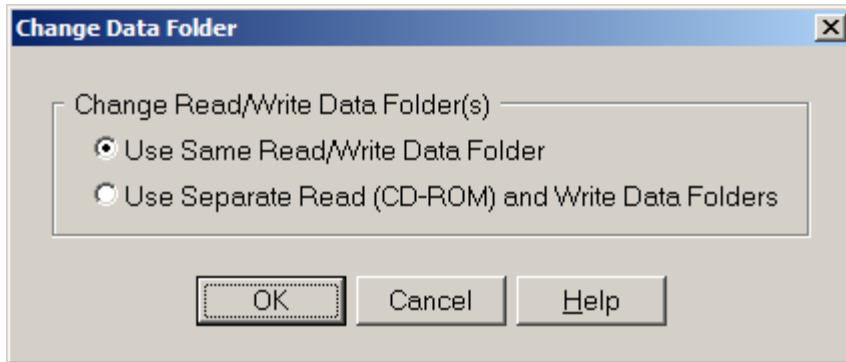 Change Data Folder
Change Read/Write Data Folder(s)
Use Same Read/Write Data Folder
Use Separate Read (CD-ROM) and Write Data Folders
OK Cancel Help